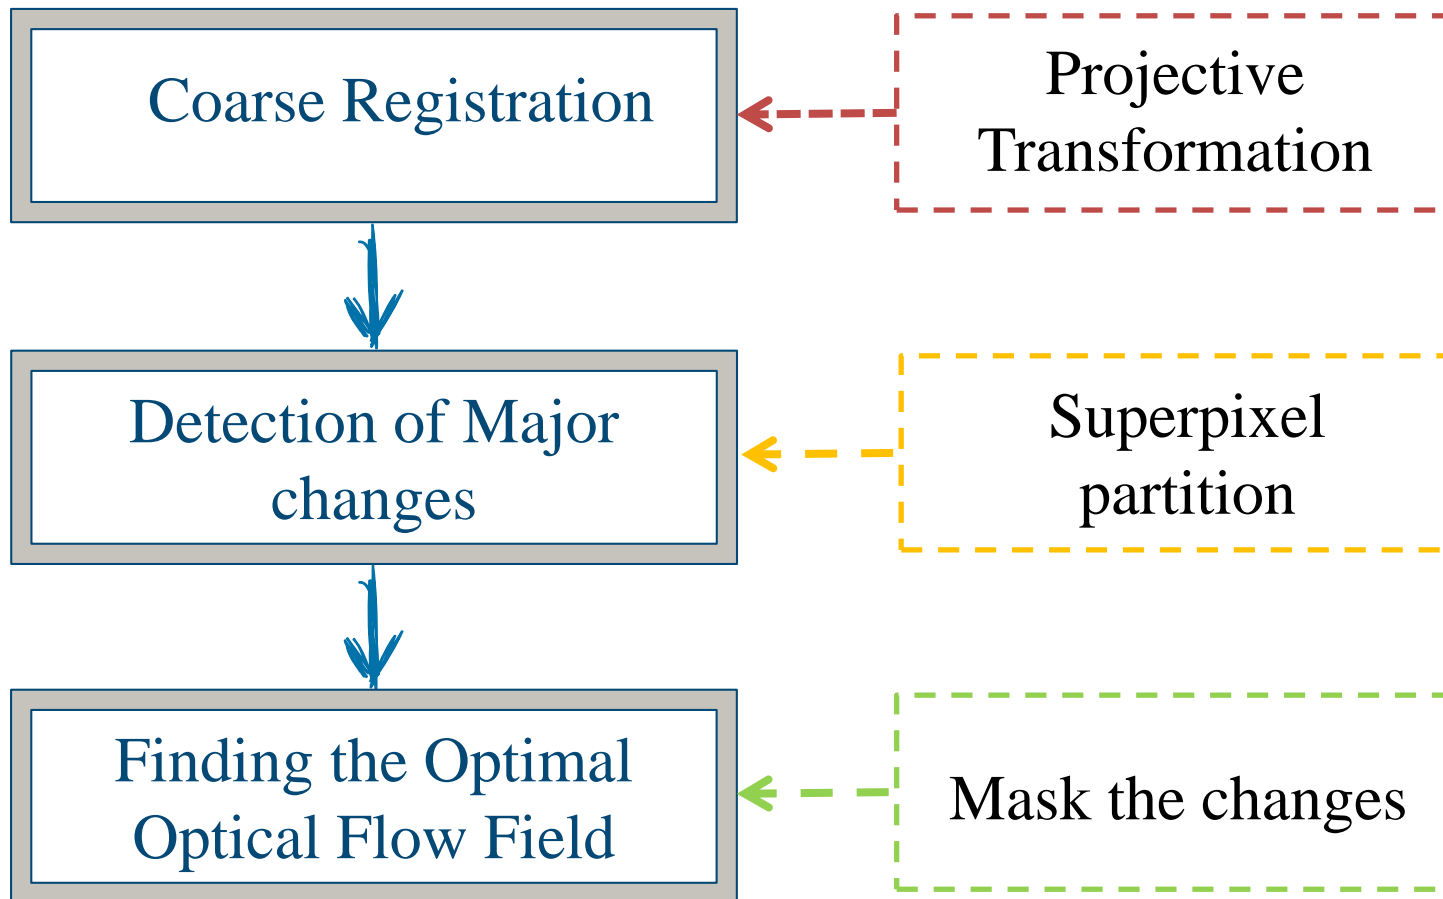 Coarse Registration
Projective
Transformation
Detection of Major
changes
Superpixel
partition
Finding the Optimal
Optical Flow Field
Mask the changes